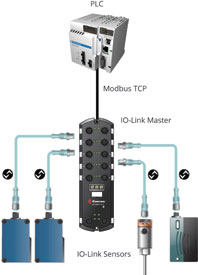 PLC
Modbus TCP
IO-Link Master
IO-Link Sensors